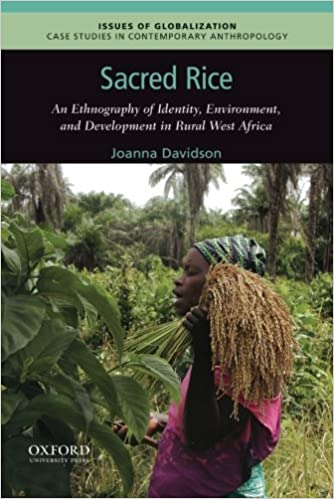 ISSUES OF GLOBALIZATION
CASE STUDIES IN CONTEMPORARY ANTHROPOLOGY
Sacred Rice
An Ethnography of Identity, Environment,
and Development in Rural West Africa
Joanna Davidson
OXFORD
UNIVERSITY PRESS